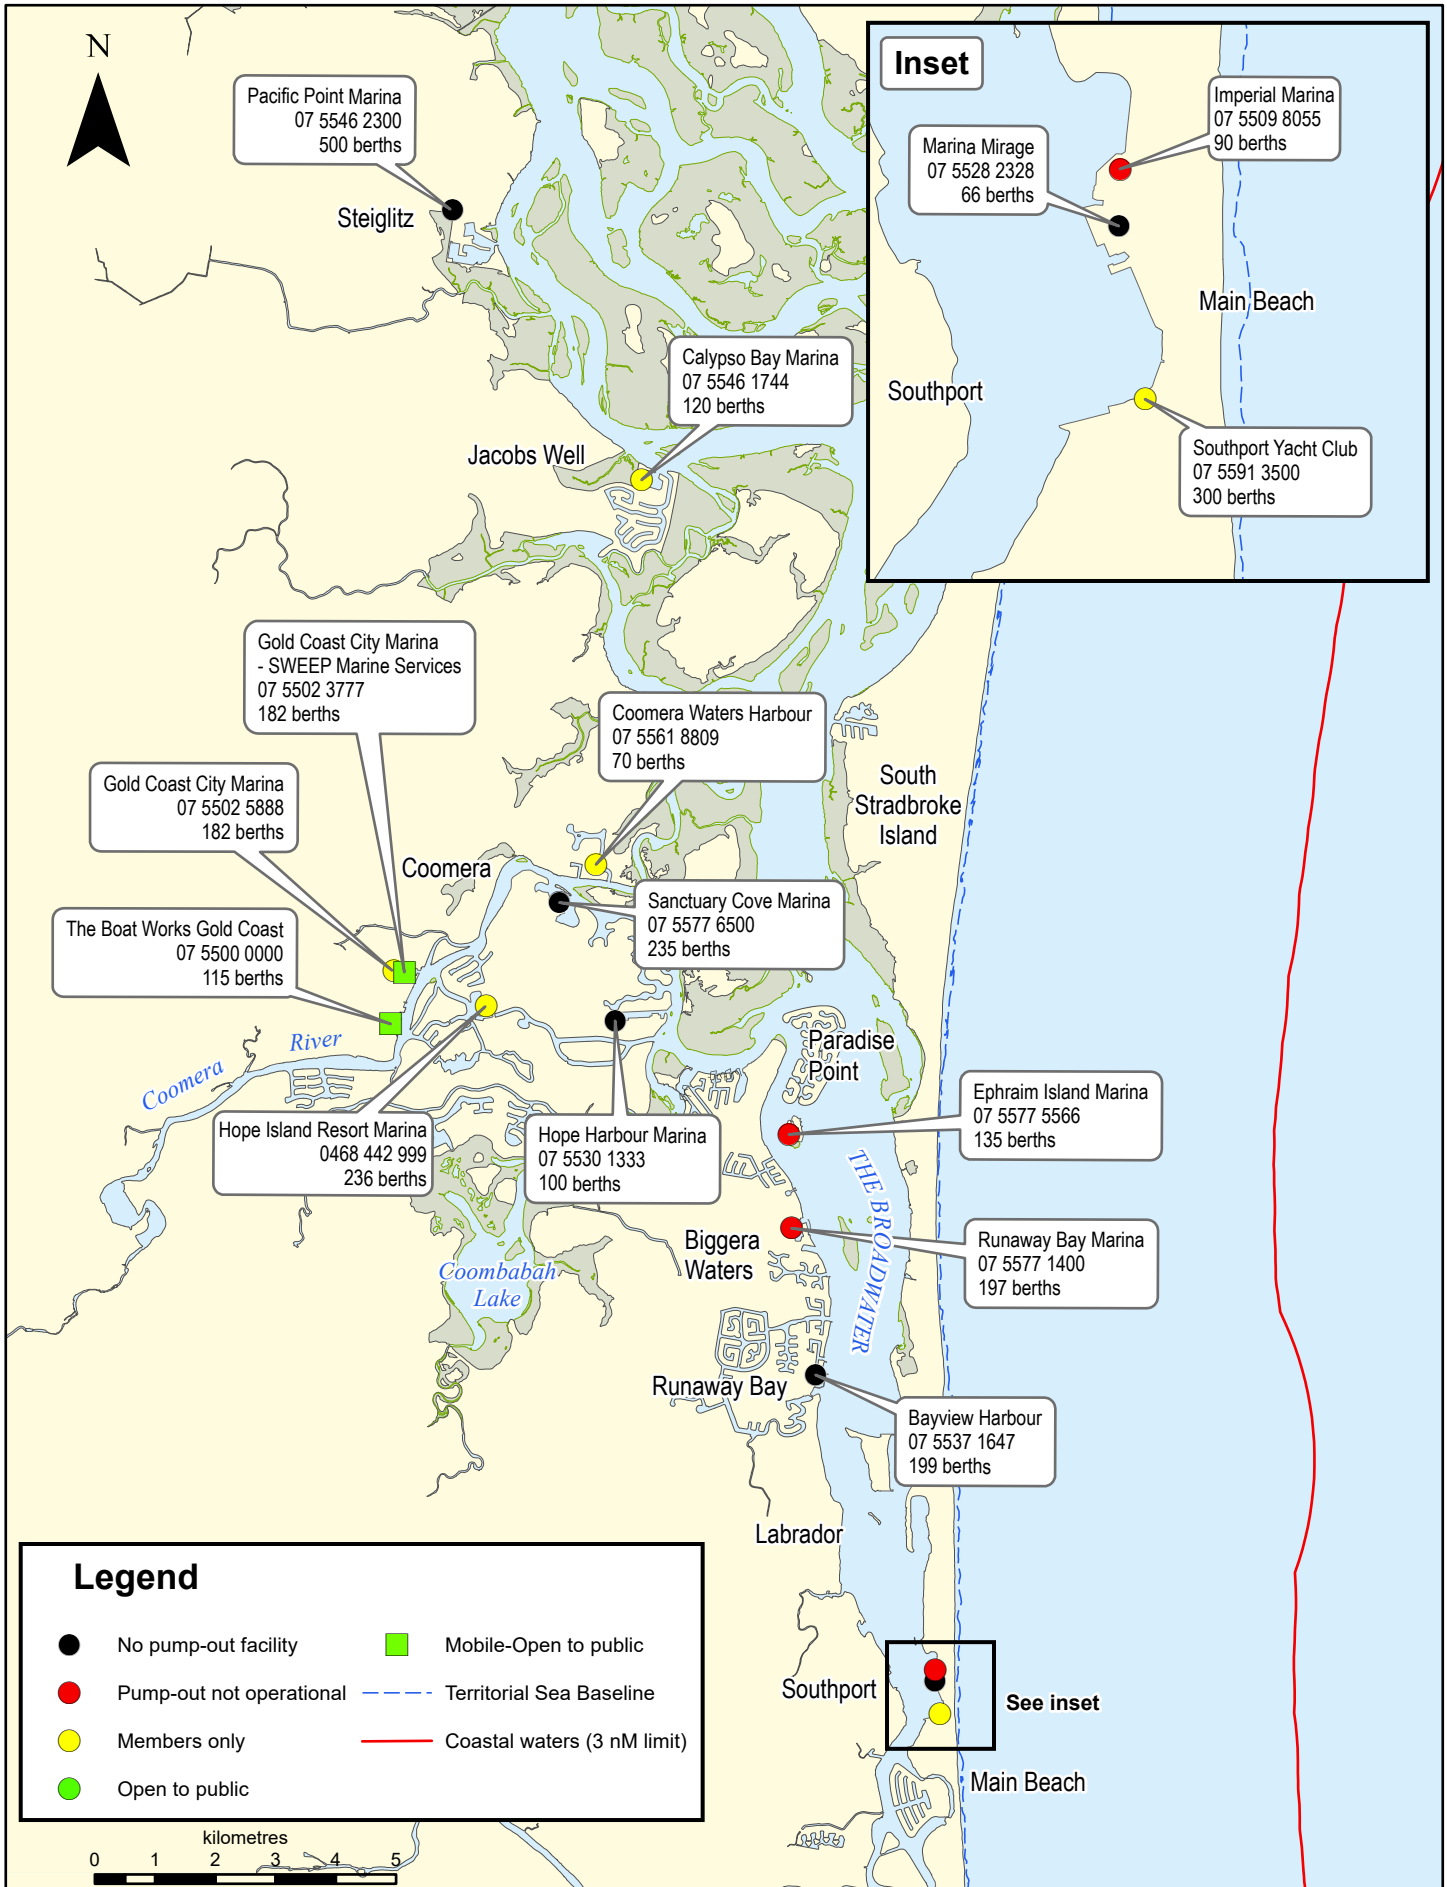 N
Pacific Point Marina
07 5546 2300
500 berths
Steiglitz
Inset
Imperial Marina
07 5509 8055
90 berths
Marina Mirage
07 5528 2328
66 berths
Main Beach
Southport
Southport Yacht Club
07 5591 3500
300 berths
Calypso Bay Marina
07 5546 1744
120 berths
Jacobs Well
Gold Coast City Marina
- SWEEP Marine Services
07 5502 3777
182 berths
Coomera Waters Harbour
07 5561 8809
70 berths
South
Stradbroke
Island
Gold Coast City Marina
07 5502 5888
182 berths
Coomera
Sanctuary Cove Marina
07 5577 6500
235 berths
The Boat Works Gold Coast
07 5500 0000
115 berths
Coomera River
Paradise
Point
Hope Island Resort Marina
0468 442 999
236 berths
Hope Harbour Marina
07 5530 1333
100 berths
Ephraim Island Marina
07 5577 5566
135 berths
THE BROADWATER
Biggera
Waters
Runaway Bay Marina
07 5577 1400
197 berths
Coombabah
Lake
Runaway Bay
Bayview Harbour
07 5537 1647
199 berths
Labrador
Southport
See inset
Main Beach
Legend
No pump-out facility
Pump-out not operational
Members only
Open to public
Mobile-Open to public
Territorial Sea Baseline
Coastal waters (3 nM limit)
kilometres
0 1 2 3 4 5